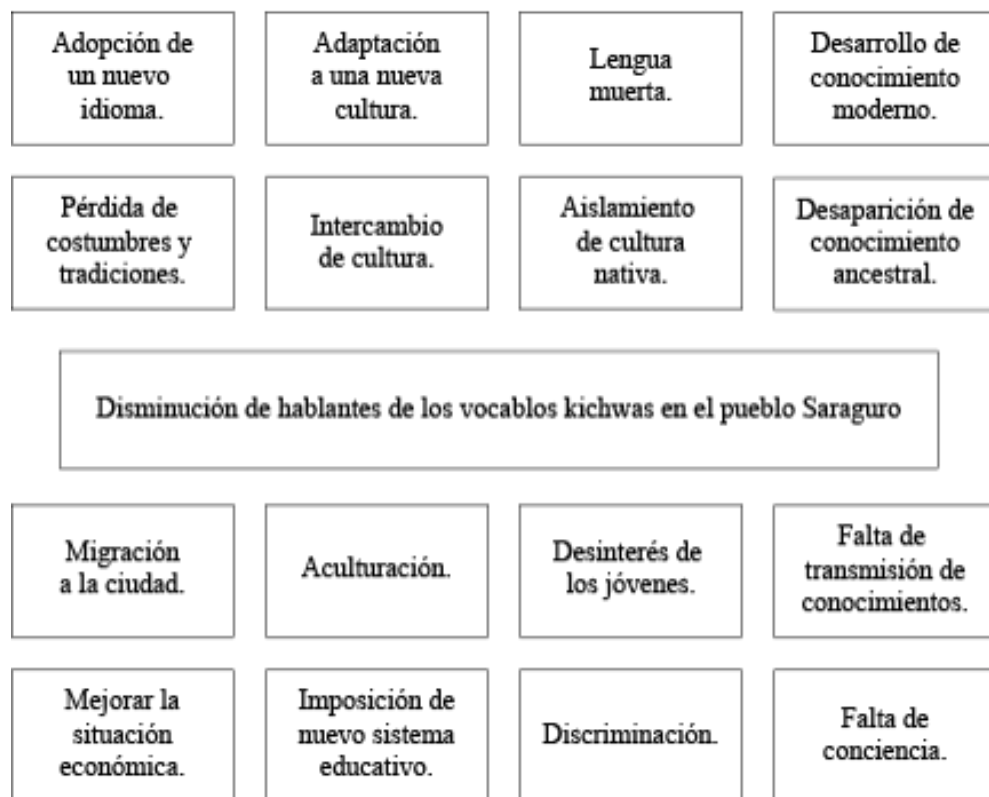 Adopción de
un nuevo
idioma.
Adaptación
a una nueva
cultura.
Lengua
muerta.
Desarrollo de
conocimiento
moderno.
Pérdida de
costumbres y
tradiciones.
Intercambio
de cultura.
Aislamiento
de cultura
nativa.
Desaparición de
conocimiento
ancestral.
Disminución de hablantes de los vocablos kichwas en el pueblo Saraguro
Migración
a la ciudad.
Aculturación.
Desinterés de
los jóvenes.
Falta de
transmisión de
conocimientos.
Mejorar la
situación
económica.
Imposición de
nuevo sistema
educativo.
Discriminación.
Falta de
conciencia.